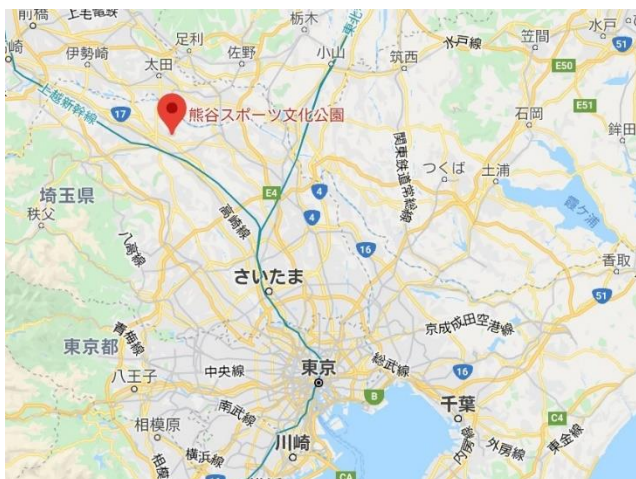 前橋
上毛電鉄
栃木
東北
水戸
足利
伊勢崎
佐野
小山
筑西
水戸線
笠間
51
崎
太田
E50
上越新幹線
17
熊谷スポーツ文化公園
E51
石岡
鉾田
関東鉄道常総線
つくば
土浦
埼玉県
E4
4
霞ケ浦
秩父
高崎線
4
八高線
16
香取
さいたま
51
京成成田空港線
青梅線
東京都
中央線
東京
総武線
16
八王子
B
千葉
C4
相模原
南武線
川崎
横浜線
外房線
東金線
内房線
相模
CA